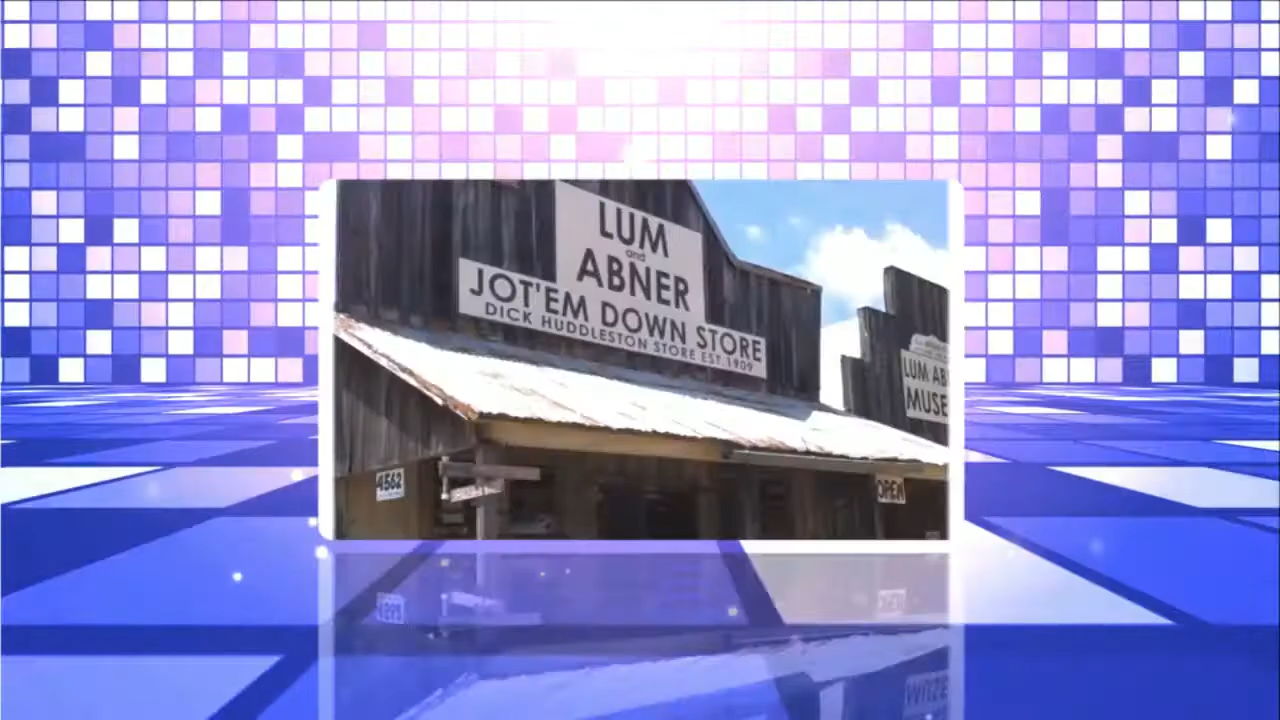 LUM
and
ABNER
JOT'EM DOWN STORE
DICK HUDDLESTON STORE EST 1909
LUM AB
MUSE
4562
OPEN